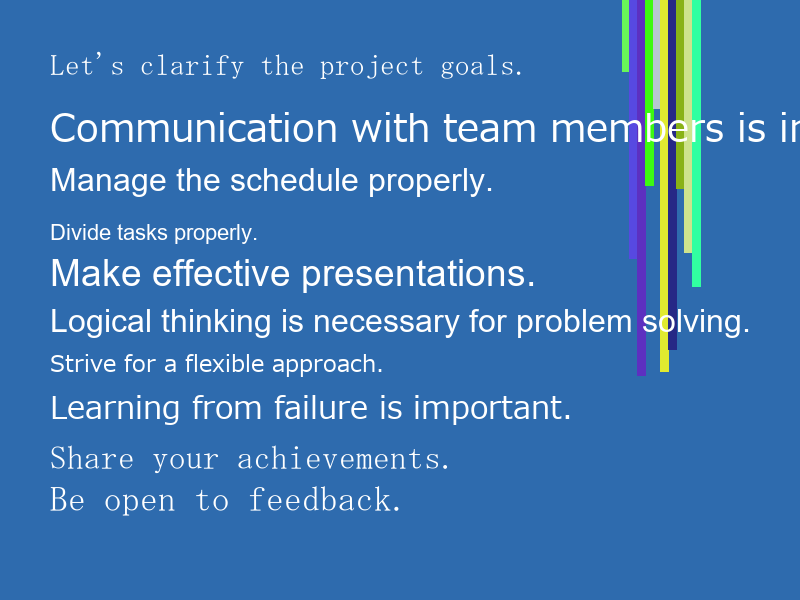 Let's clarify the project goals.
Communication with team members is
Manage the schedule properly.
Divide tasks properly.
Make effective presentations.
Logical thinking is necessary for problem solving.
Strive for a flexible approach.
Learning from failure is important.
Share your achievements.
Be open to feedback.